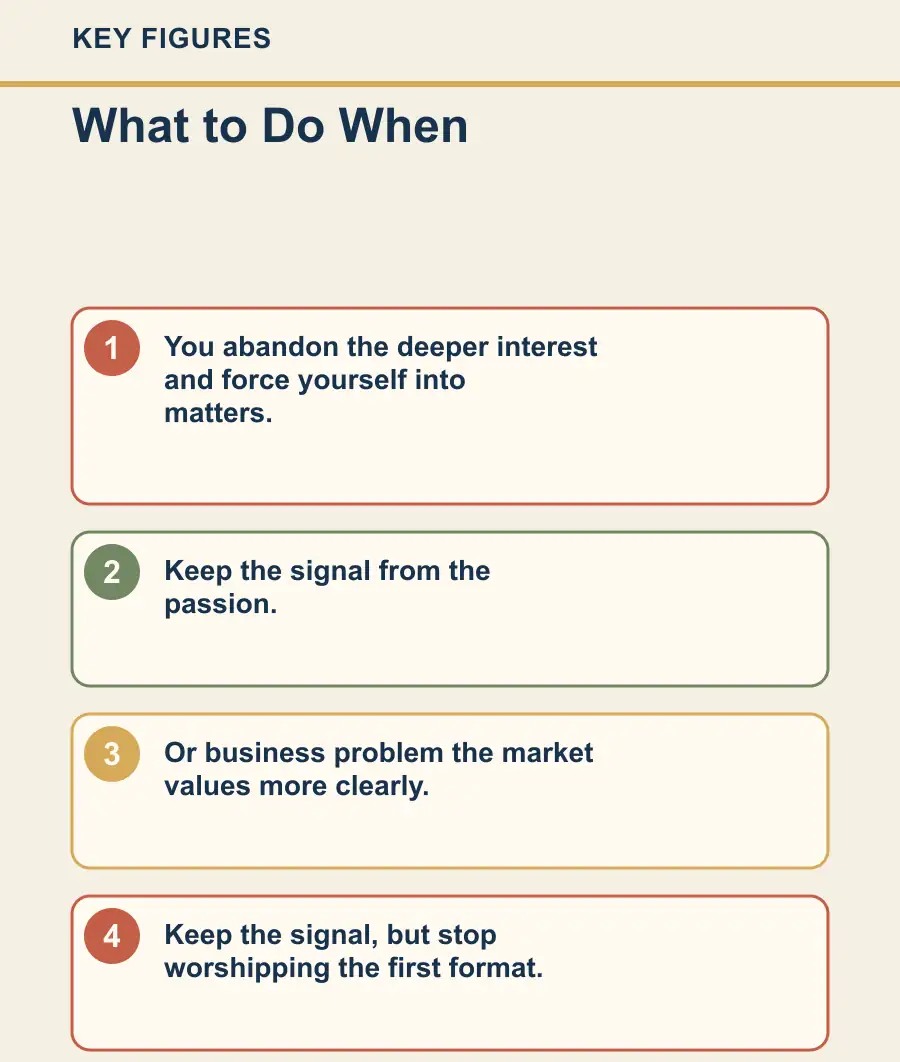 KEY FIGURES
What to Do When
1
You abandon the deeper interest
and force yourself into
matters.
2
Keep the signal from the
passion.
3
Or business problem the market
values more clearly.
4
Keep the signal, but stop
worshipping the first format.